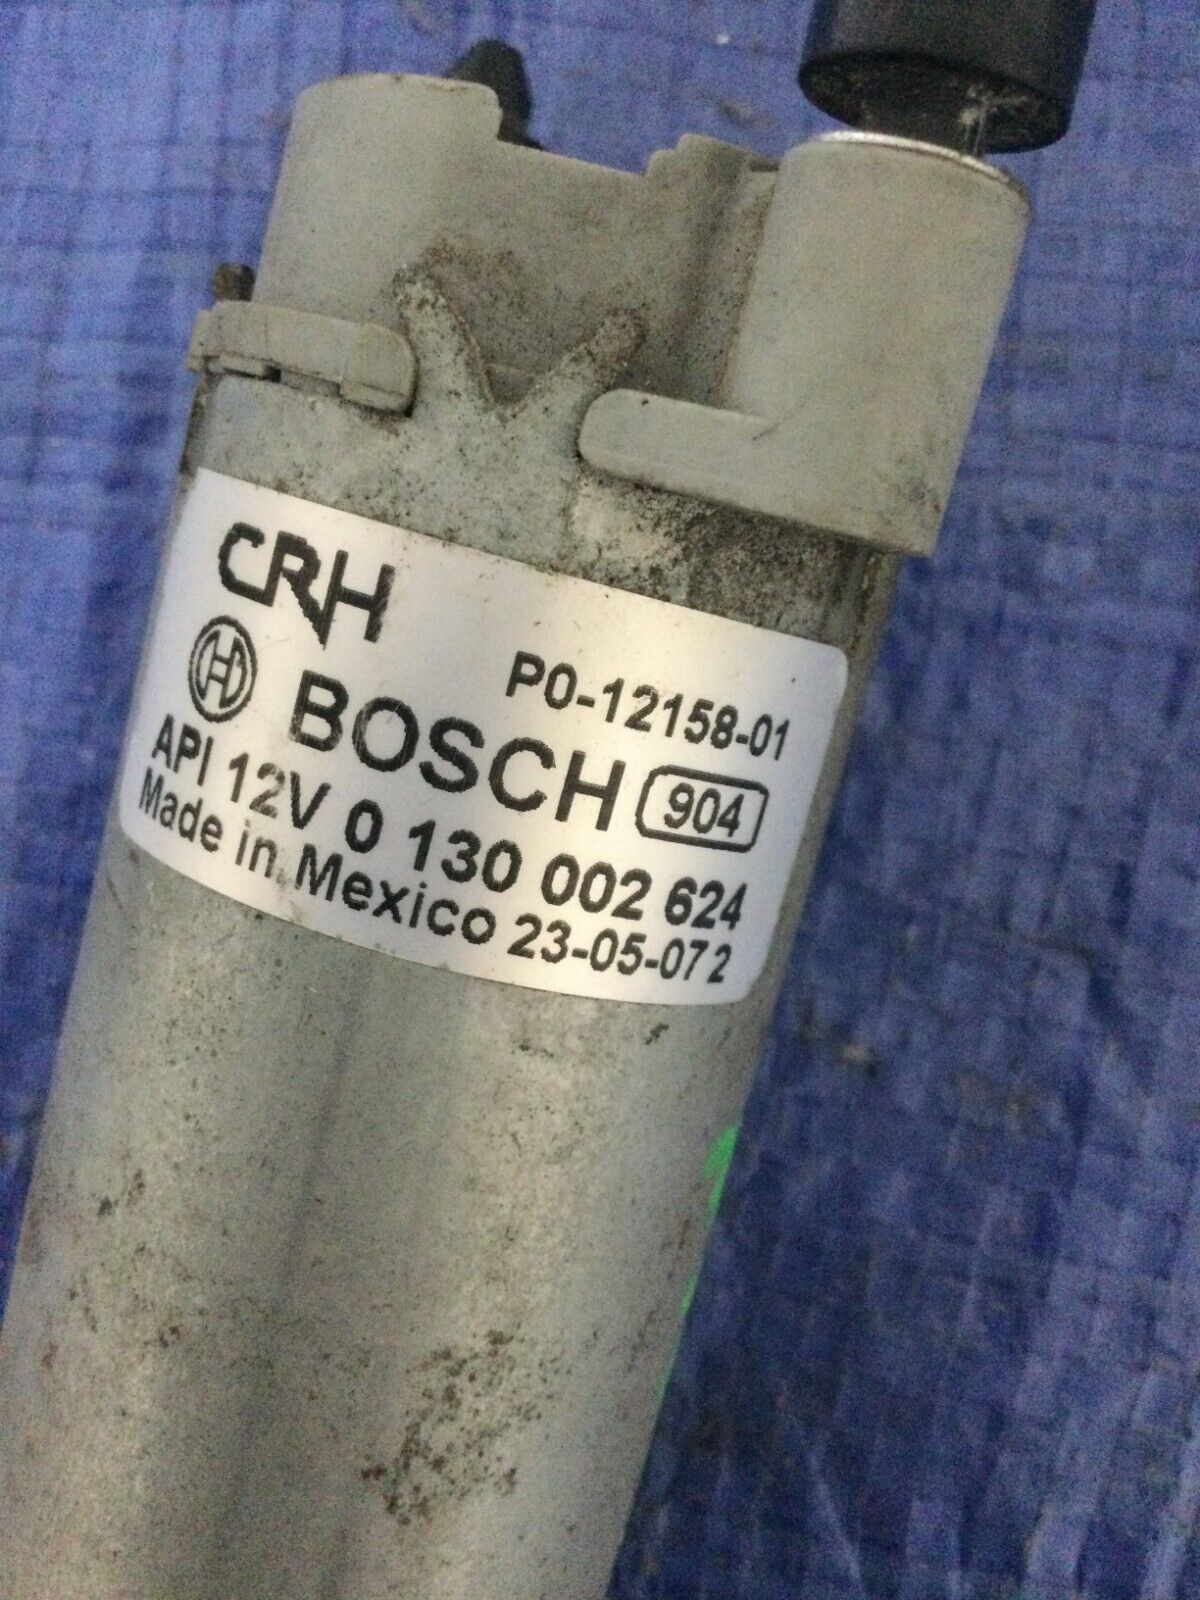 CRH
P0-12158-01
BOSCH 904
API 12V 0 130 002 624
Made in Mexico 23-05-07 2